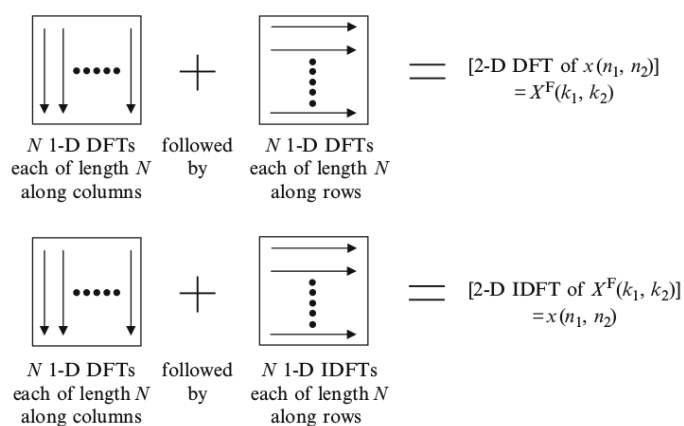 [2-D DFT of x(n₁, n₂)]
= Xᶠ(k₁, k₂)
N 1-D DFTs followed N 1-D DFTs
each of length N by each of length N
along columns along rows
[2-D IDFT of Xᶠ(k₁, k₂)]
=x(n₁, n₂)
N 1-D DFTs followed N 1-D IDFTs
each of length N by each of length N
along columns along rows